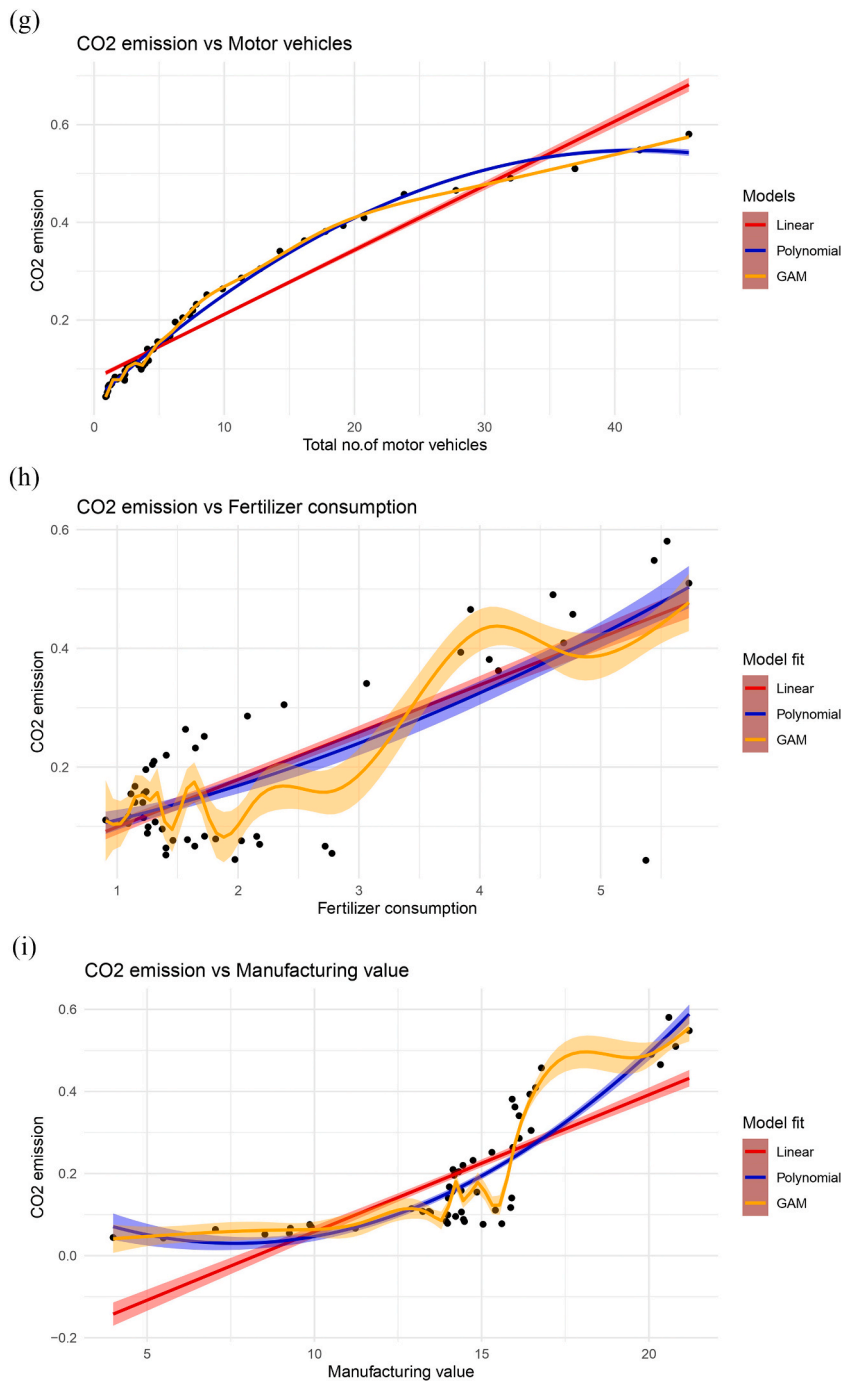 (g)
CO2 emission vs Motor vehicles
CO2 emission
0.6
0.4
0.2
0
10
20
30
40
Total no.of motor vehicles
Models
Linear
Polynomial
GAM
(h)
CO2 emission vs Fertilizer consumption
CO2 emission
0.6
0.4
0.2
1
2
3
4
5
Fertilizer consumption
Model fit
Linear
Polynomial
GAM
(i)
CO2 emission vs Manufacturing value
CO2 emission
0.6
0.4
0.2
0.0
−0.2
5
10
15
20
Manufacturing value
Model fit
Linear
Polynomial
GAM